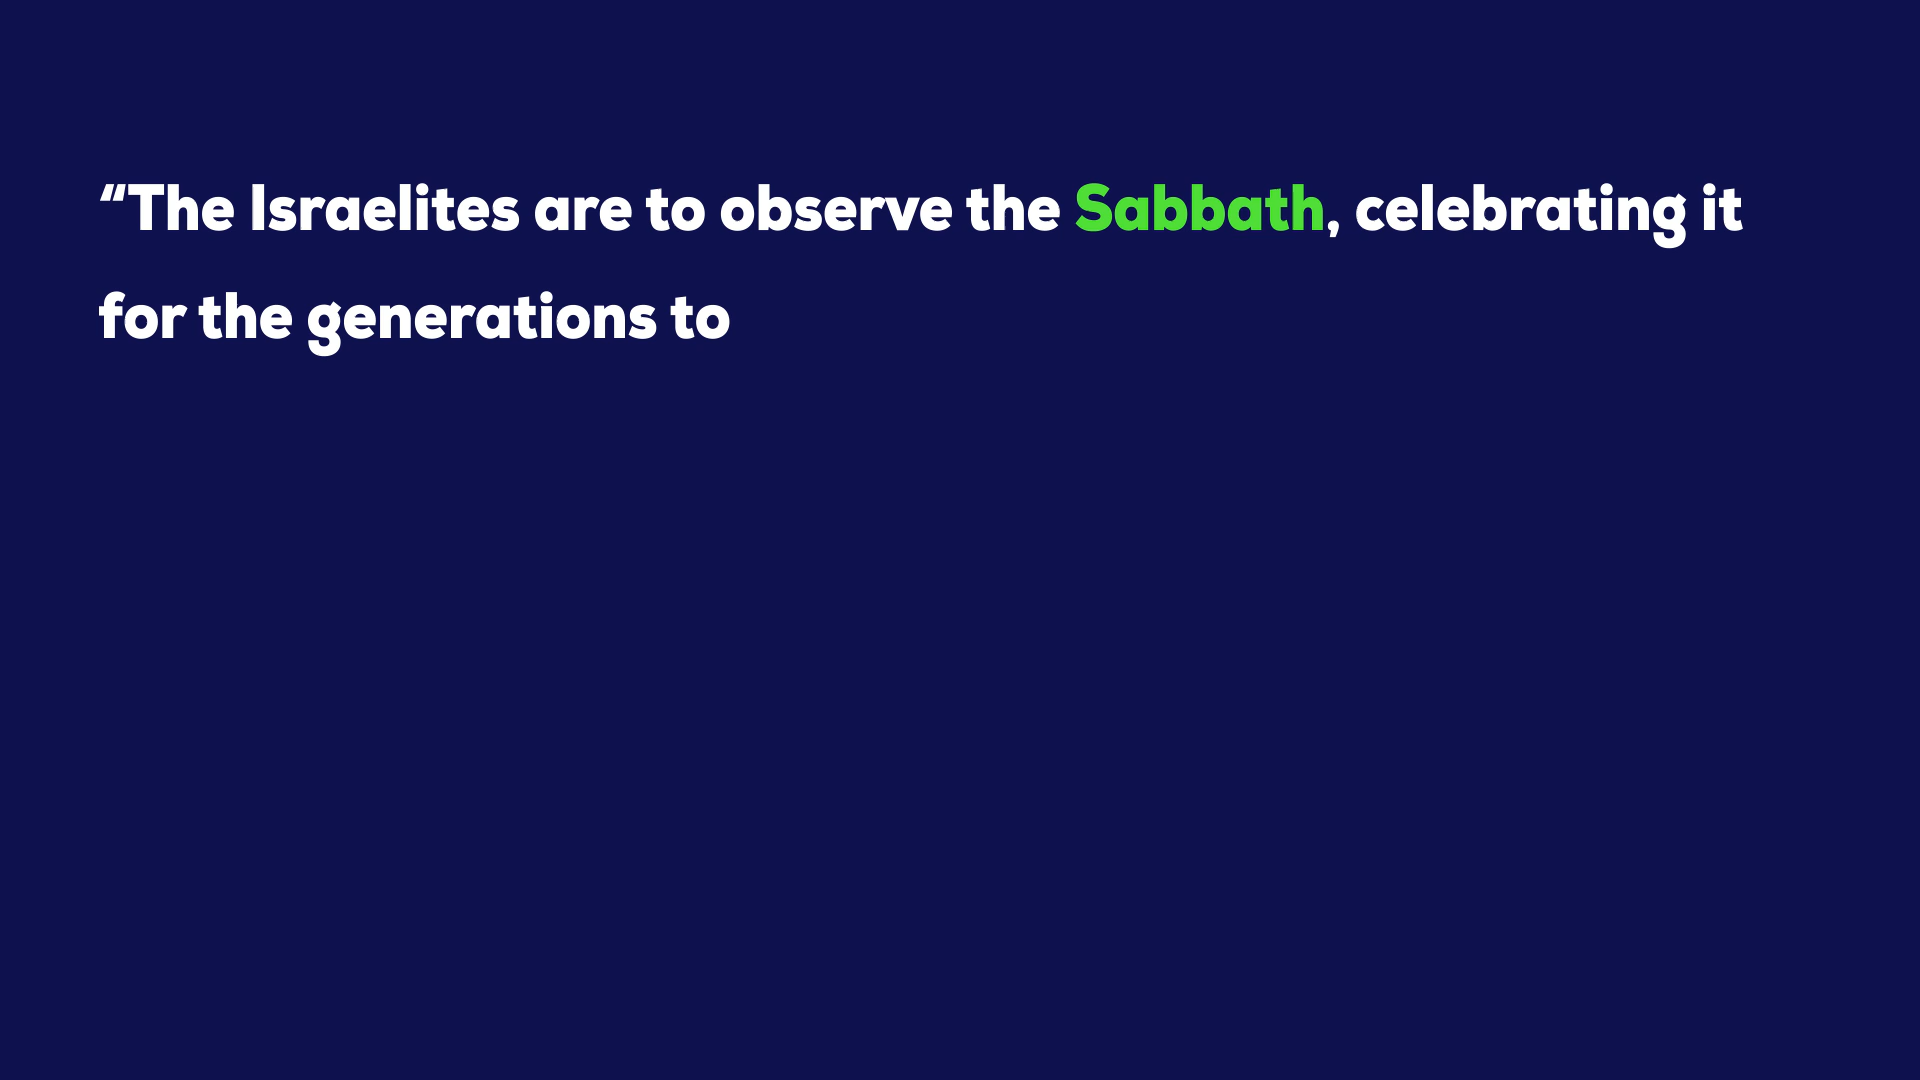 “The Israelites are to observe the Sabbath, celebrating it
for the generations to